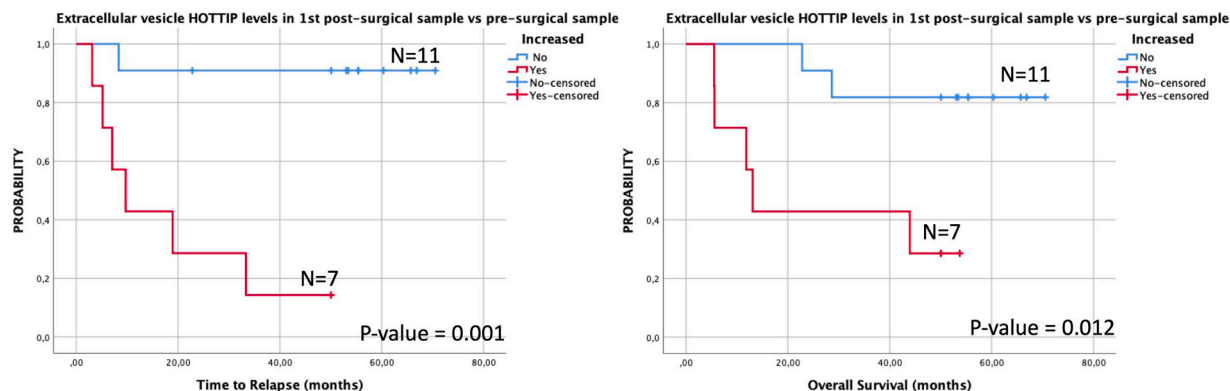 Extracellular vesicle HOTTIP levels in 1st post-surgical sample vs pre-surgical sample
Increased
No
Yes
No-censored
Yes-censored
N=11
N=7
P-value = 0.001
PROBABILITY
1,0
0,8
0,6
0,4
0,2
0,0
,00
20,00
40,00
60,00
80,00
Time to Relapse (months)
Extracellular vesicle HOTTIP levels in 1st post-surgical sample vs pre-surgical sample
Increased
No
Yes
No-censored
Yes-censored
N=11
N=7
P-value = 0.012
PROBABILITY
1,0
0,8
0,6
0,4
0,2
0,0
,00
20,00
40,00
60,00
80,00
Overall Survival (months)